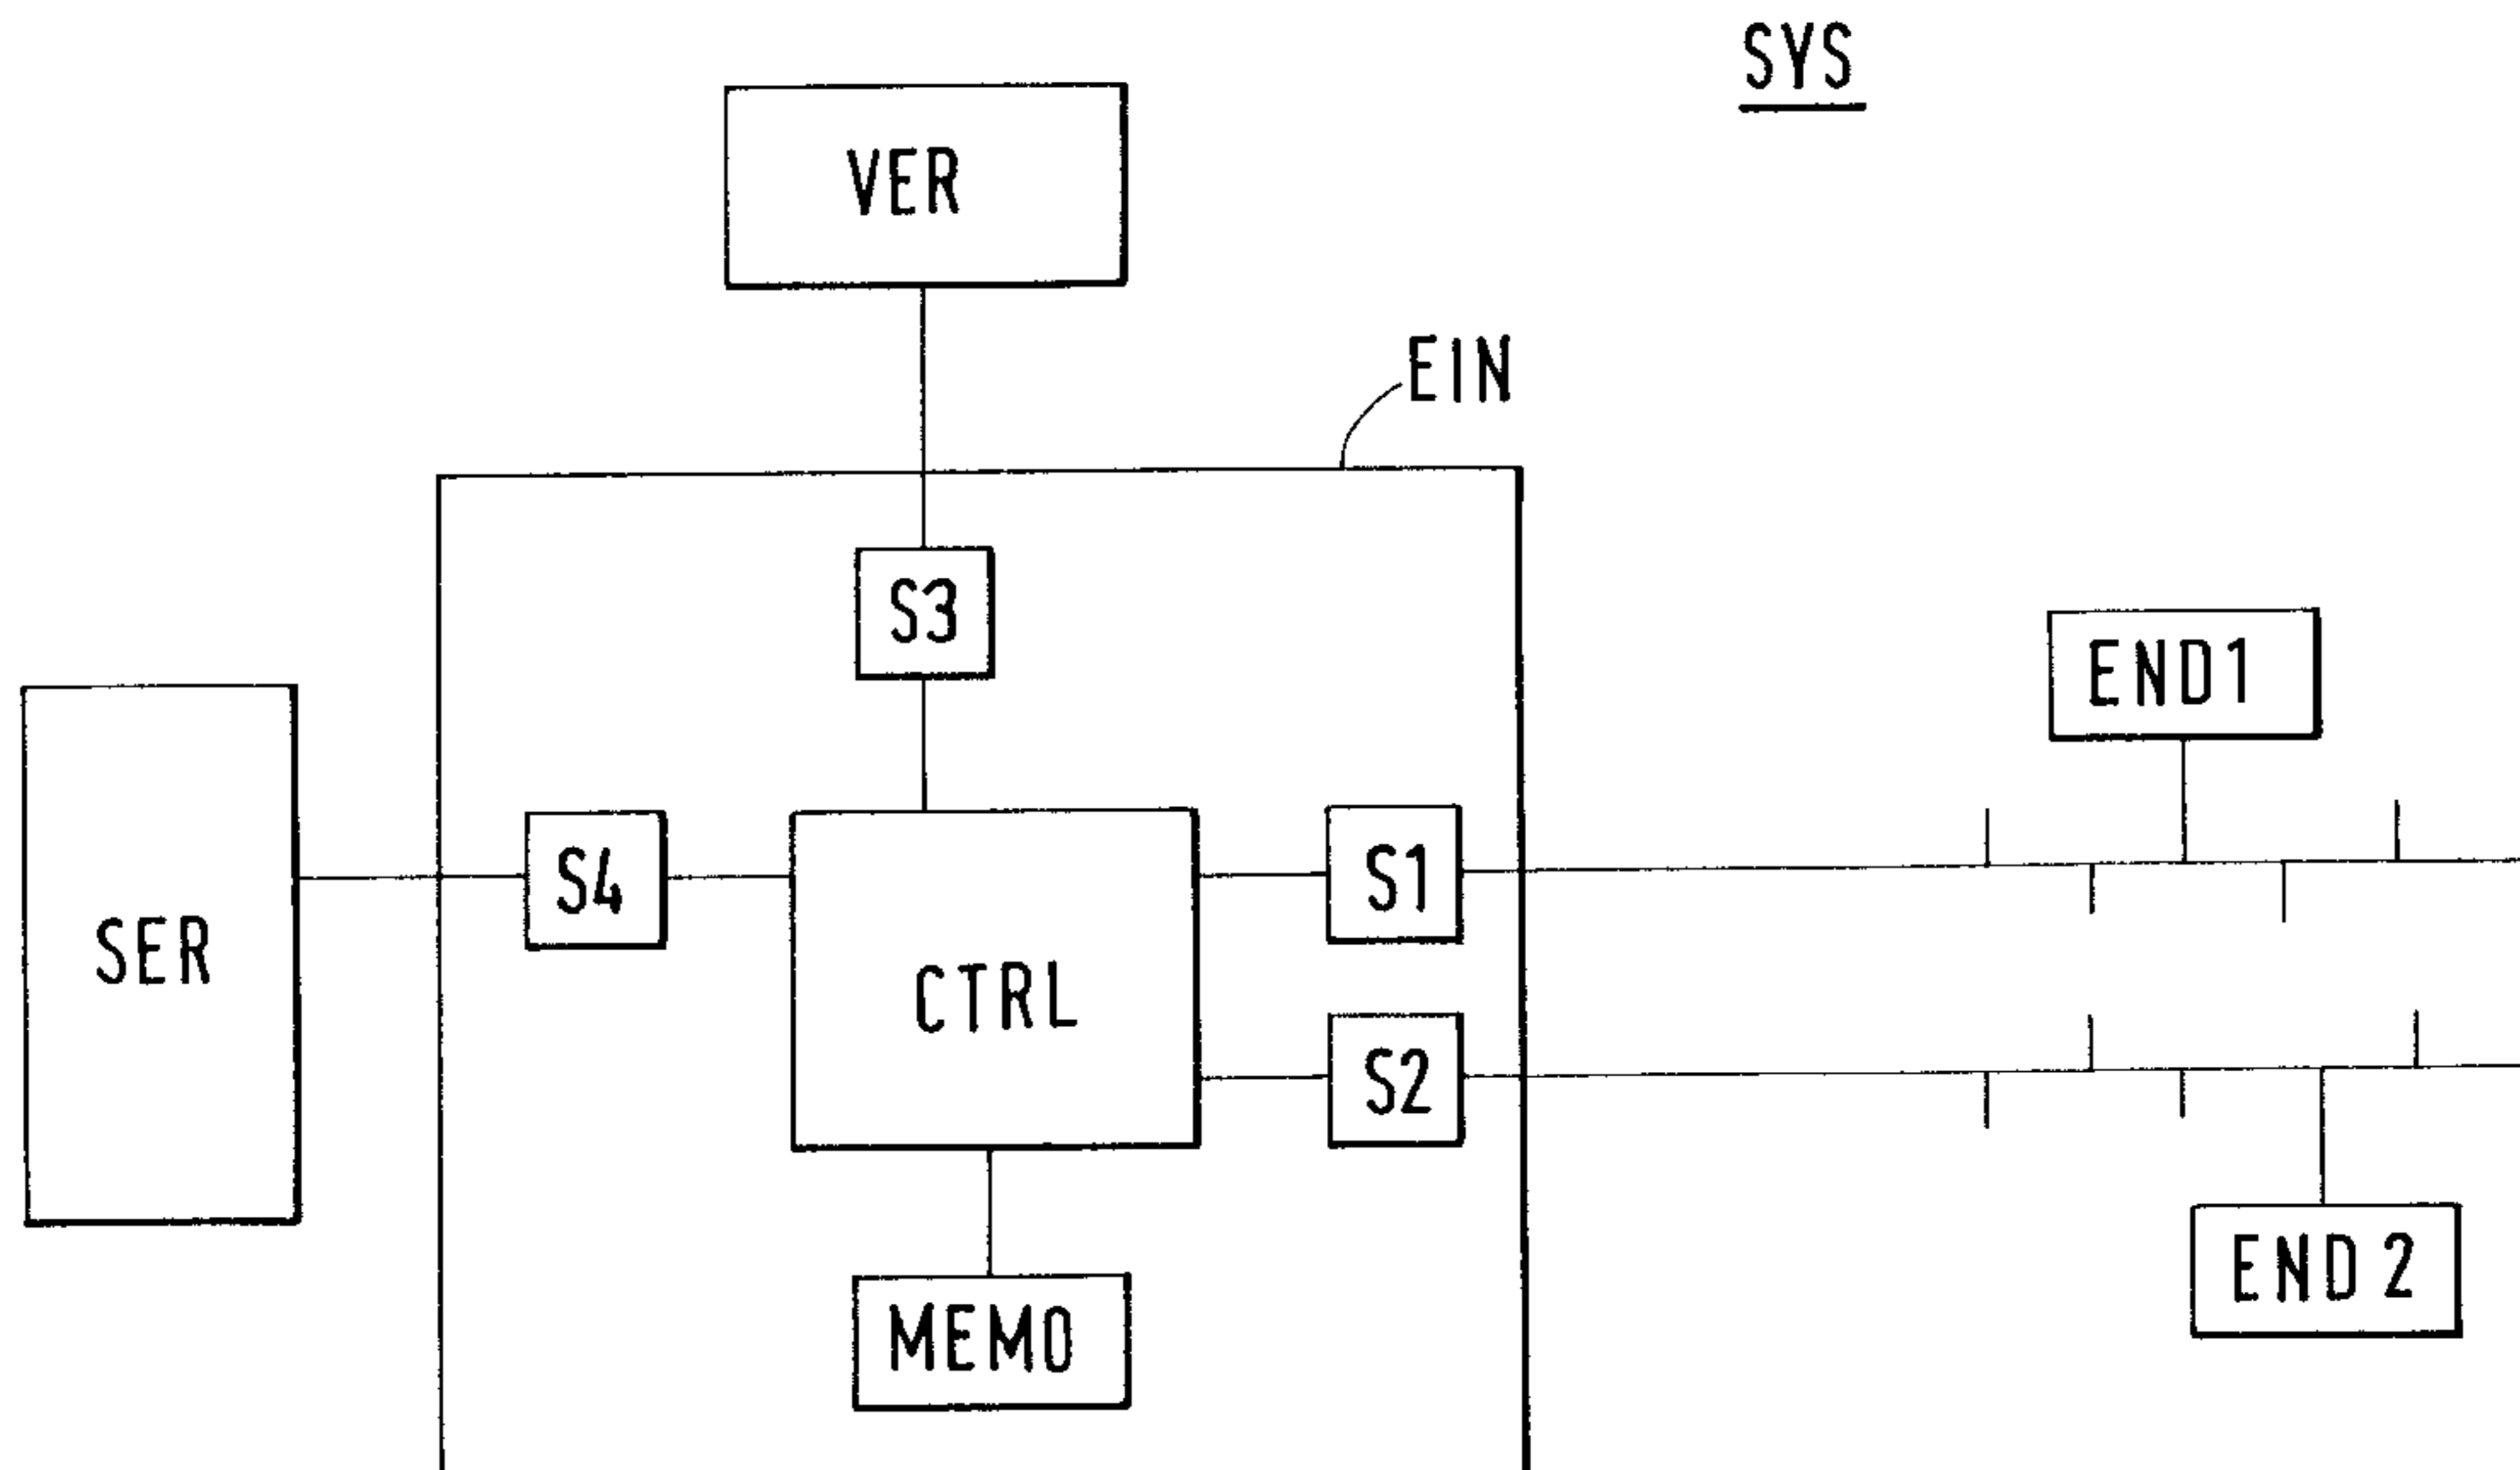 SYS
VER
EIN
S3
END1
S4
S1
SER
CTRL
S2
END 2
MEMO